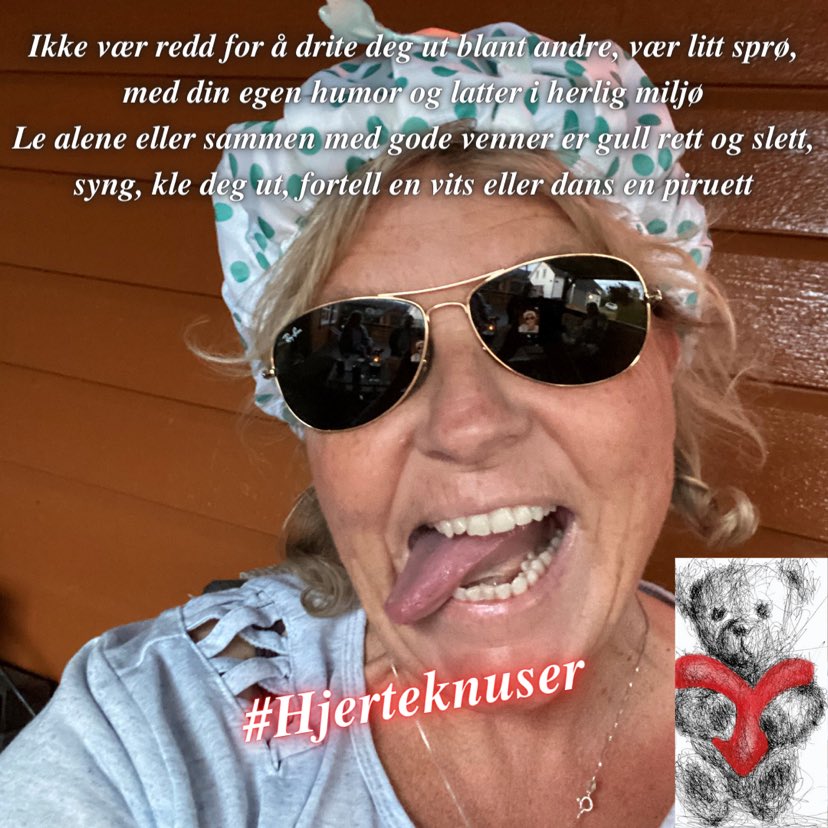 Ikke vær redd for å drite deg ut blant andre, vær litt sprø,
med din egen humor og latter i herlig miljø
Le alene eller sammen med gode venner er gull rett og slett,
syng, kle deg ut, fortell en vits eller dans en piruett
Ray-Ban
#Hjerteknuser